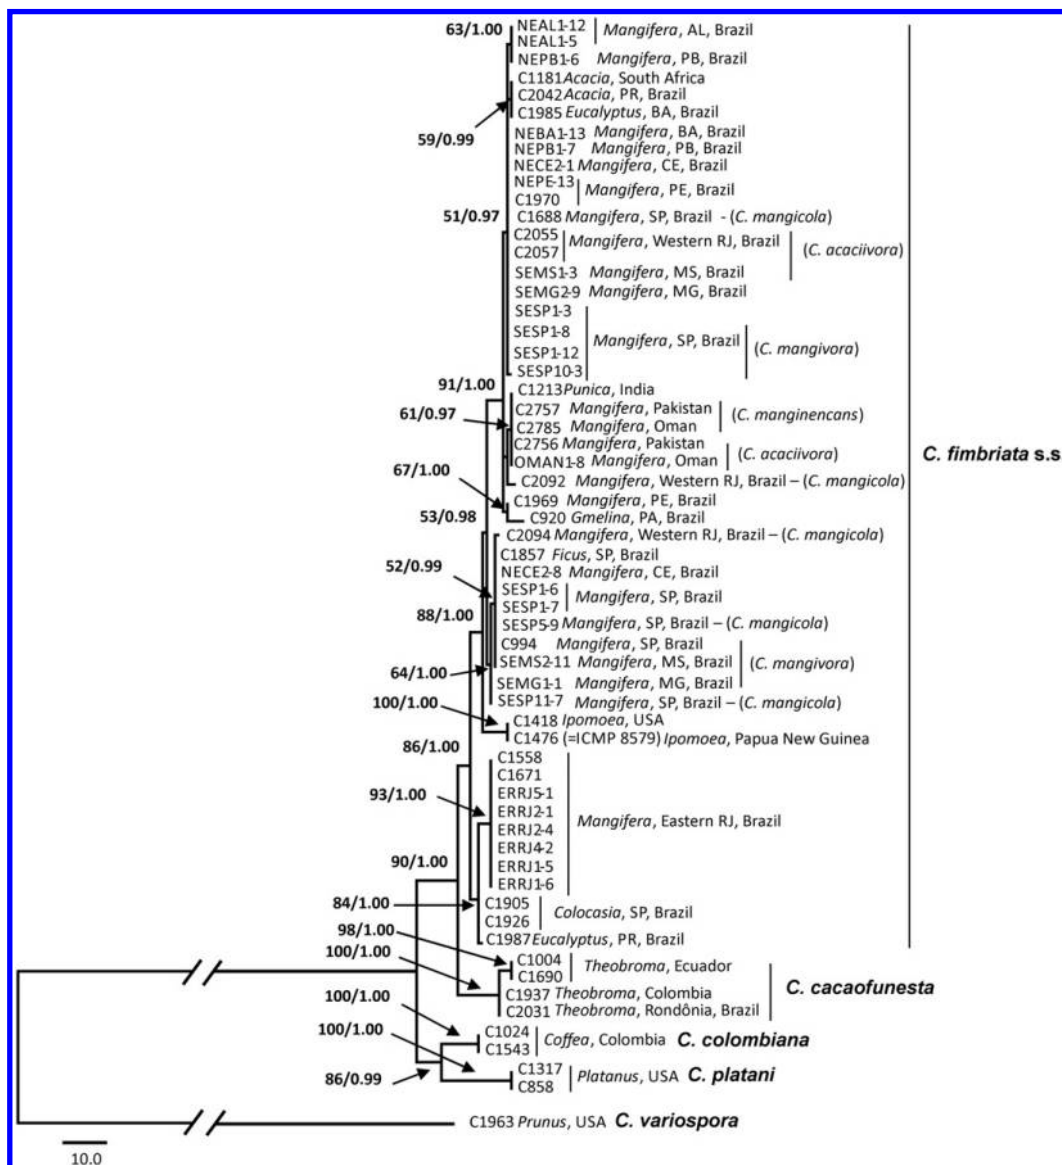 63/1.00
NEAL1-12
NEAL1-5
Mangifera, AL, Brazil
NEPB1-6 Mangifera, PB, Brazil
C1181 Acacia, South Africa
C2042 Acacia, PR, Brazil
C1985 Eucalyptus, BA, Brazil
59/0.99
NEBA1-13 Mangifera, BA, Brazil
NEPB1-7 Mangifera, PB, Brazil
NECE2-1 Mangifera, CE, Brazil
NEPE-13
C1970
Mangifera, PE, Brazil
51/0.97
C1688 Mangifera, SP, Brazil - (C. mangicola)
C2055
C2057
Mangifera, Western RJ, Brazil
SEMS1-3 Mangifera, MS, Brazil
(C. acaciivora)
SEMG2-9 Mangifera, MG, Brazil
SESP1-3
SESP1-8
SESP1-12
SESP10-3
Mangifera, SP, Brazil
(C. mangivora)
91/1.00
C1213 Punica, India
61/0.97
C2757 Mangifera, Pakistan
C2785 Mangifera, Oman
(C. manginencans)
C2756 Mangifera, Pakistan
OMAN1-8 Mangifera, Oman
(C. acaciivora)
C. fimbriata s.s
67/1.00
C2092 Mangifera, Western RJ, Brazil – (C. mangicola)
C1969 Mangifera, PE, Brazil
53/0.98
C920 Gmelina, PA, Brazil
C2094 Mangifera, Western RJ, Brazil – (C. mangicola)
C1857 Ficus, SP, Brazil
52/0.99
NECE2-8 Mangifera, CE, Brazil
SESP1-6
SESP1-7
Mangifera, SP, Brazil
88/1.00
SESP5-9 Mangifera, SP, Brazil – (C. mangicola)
C994 Mangifera, SP, Brazil
SEMS2-11 Mangifera, MS, Brazil
(C. mangivora)
64/1.00
SEMG1-1 Mangifera, MG, Brazil
SESP11-7 Mangifera, SP, Brazil – (C. mangicola)
100/1.00
C1418 Ipomoea, USA
C1476 (=ICMP 8579) Ipomoea, Papua New Guinea
86/1.00
C1558
C1671
93/1.00
ERRJ5-1
ERRJ2-1
ERRJ2-4
ERRJ4-2
ERRJ1-5
ERRJ1-6
Mangifera, Eastern RJ, Brazil
90/1.00
84/1.00
C1905
C1926
Colocasia, SP, Brazil
98/1.00
C1987 Eucalyptus, PR, Brazil
100/1.00
C1004
C1690
Theobroma, Ecuador
C1937 Theobroma, Colombia
C2031 Theobroma, Rondônia, Brazil
C. cacaofunesta
100/1.00
C1024
C1543
Coffea, Colombia C. colombiana
100/1.00
C1317
C858
Platanus, USA C. platani
86/0.99
C1963 Prunus, USA C. variospora
10.0